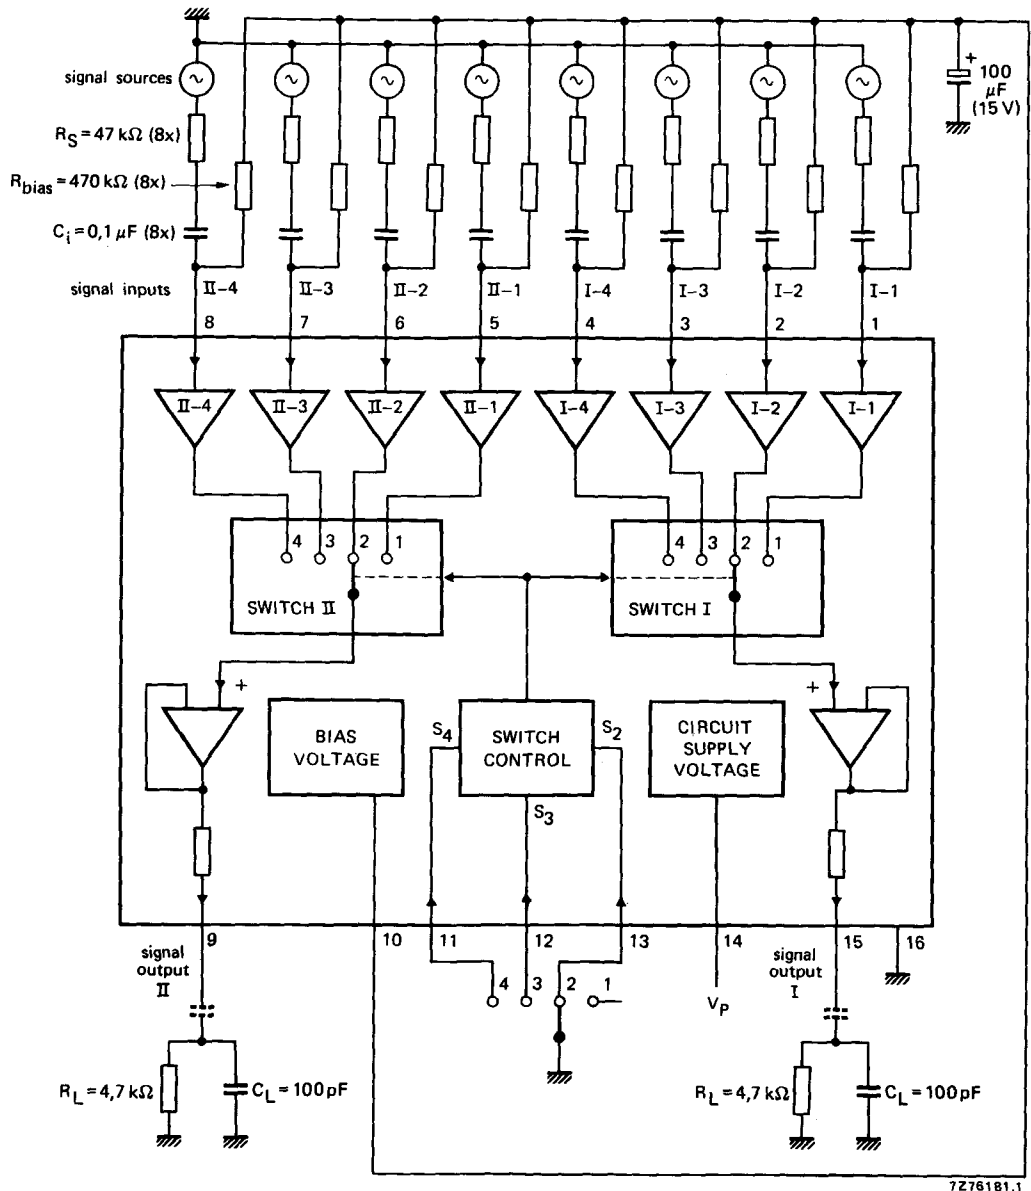 signal sources
R_S = 47 kΩ (8x)
R_bias = 470 kΩ (8x)
C_i = 0,1 µF (8x)
+
100
µF
(15 V)
signal inputs
II-4 II-3 II-2 II-1 I-4 I-3 I-2 I-1
8 7 6 5 4 3 2 1
II-4 II-3 II-2 II-1 I-4 I-3 I-2 I-1
4 3 2 1
4 3 2 1
SWITCH II
SWITCH I
+
+
BIAS
VOLTAGE
S4
SWITCH
CONTROL
S2
S3
CIRCUIT
SUPPLY
VOLTAGE
9 10 11 12 13 14 15 16
signal
output
II
4 3 2 1
V_P
signal
output
I
R_L = 4,7 kΩ
C_L = 100 pF
R_L = 4,7 kΩ
C_L = 100 pF
7Z76181.1